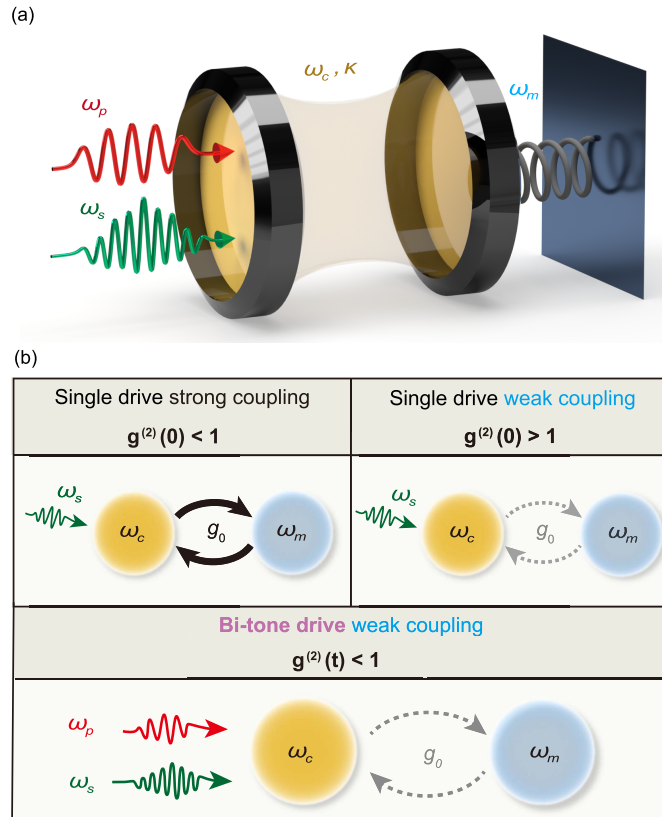 (a)
ω_c , κ
ω_m
ω_p
ω_s
(b)
Single drive strong coupling
g⁽²⁾(0) < 1
Single drive weak coupling
g⁽²⁾(0) > 1
ω_s
ω_c
g_0
ω_m
ω_s
ω_c
g_0
ω_m
Bi-tone drive weak coupling
g⁽²⁾(t) < 1
ω_p
ω_s
ω_c
g_0
ω_m